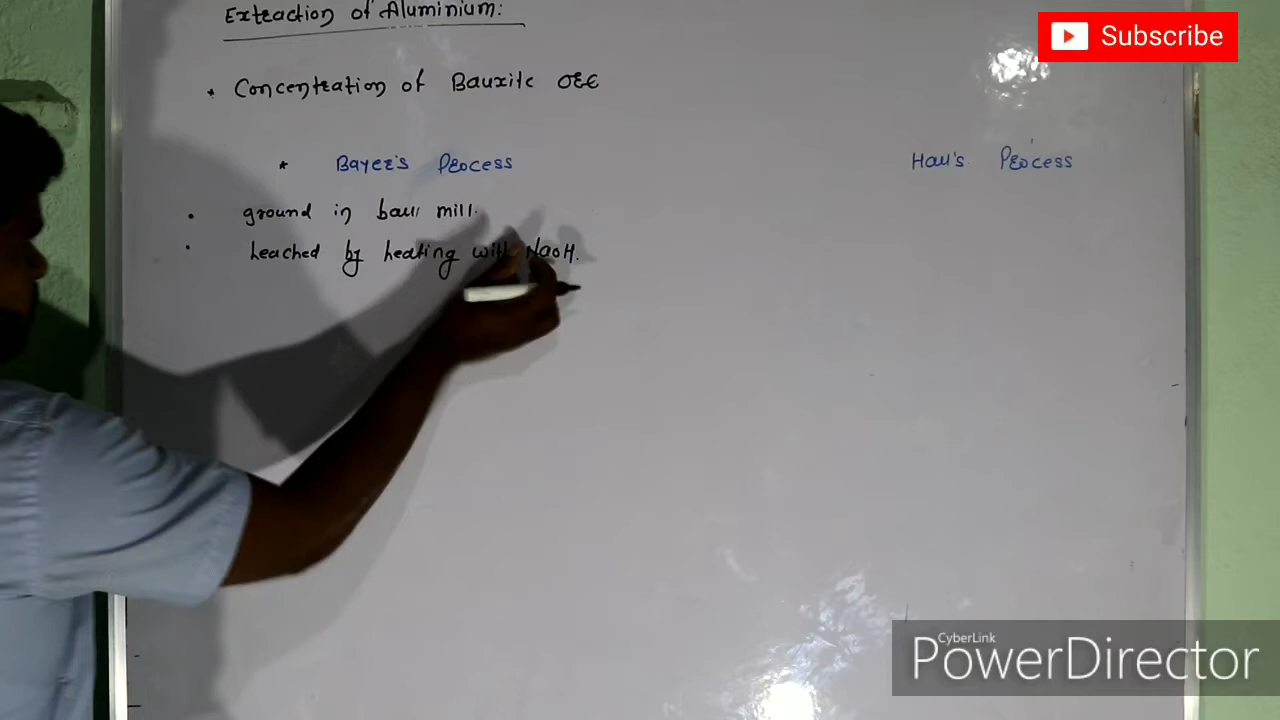 Extraction of Aluminium:
Subscribe
* Concentration of Bauxite ORE
* Bayer's Process
Hall's Process
• ground in ball mill.
• heached by heating with NaOH.
CyberLink
PowerDirector